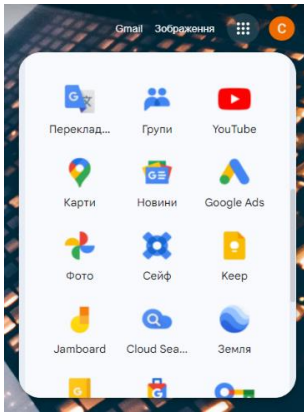 Gmail Зображення
C
Переклад... Групи YouTube
Карти Новини Google Ads
Фото Сейф Keep
Jamboard Cloud Sea... Земля